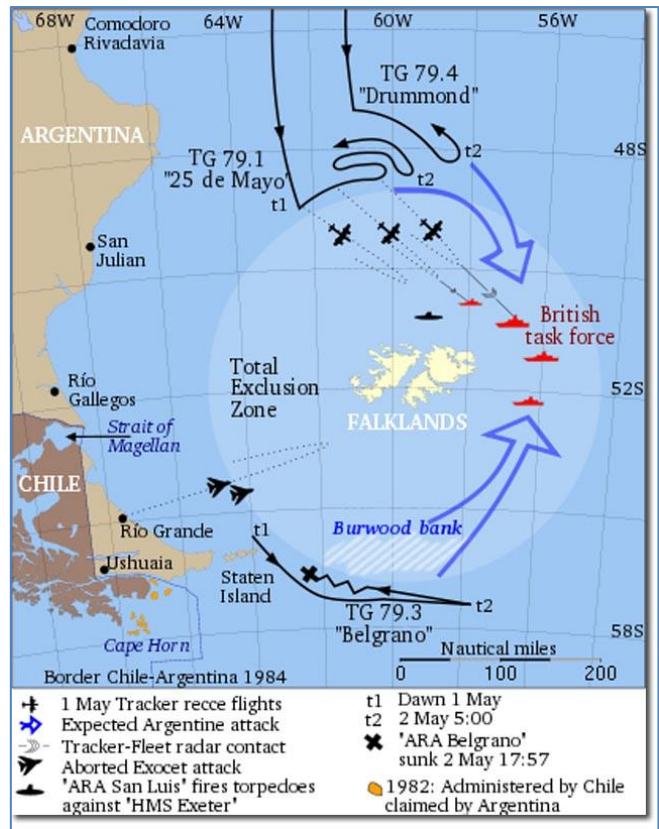 68W
Comodoro
Rivadavia
64W
60W
56W
TG 79.4
"Drummond"
ARGENTINA
TG 79.1
"25 de Mayo'
48S
t2
t2
t1
San
Julian
British
task force
Total
Exclusion
Zone
Río
Gallegos
52S
FALKLANDS
Strait of
Magellan
CHILE
Río Grande
t1
Burwood bank
Ushuaia
Staten
Island
t2
TG 79.3
"Belgrano"
58S
Cape Horn
Nautical miles
Border Chile-Argentina 1984
0 100 200
1 May Tracker recce flights
Expected Argentine attack
Tracker-Fleet radar contact
Aborted Exocet attack
'ARA San Luis' fires torpedoes
against 'HMS Exeter'
t1 Dawn 1 May
t2 2 May 5:00
'ARA Belgrano'
sunk 2 May 17:57
1982: Administered by Chile
claimed by Argentina